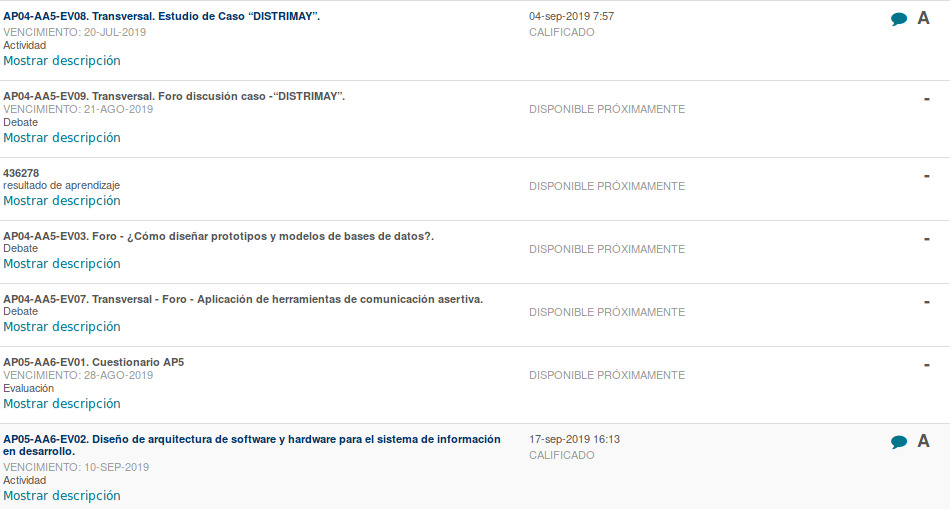 AP04-AA5-EV08. Transversal. Estudio de Caso “DISTRIMAY”.
04-sep-2019 7:57
A
VENCIMIENTO: 20-JUL-2019
CALIFICADO
Actividad
Mostrar descripción
AP04-AA5-EV09. Transversal. Foro discusión caso -“DISTRIMAY”.
-
VENCIMIENTO: 21-AGO-2019
DISPONIBLE PRÓXIMAMENTE
Debate
Mostrar descripción
436278
-
resultado de aprendizaje
DISPONIBLE PRÓXIMAMENTE
Mostrar descripción
AP04-AA5-EV03. Foro - ¿Cómo diseñar prototipos y modelos de bases de datos?.
-
Debate
DISPONIBLE PRÓXIMAMENTE
Mostrar descripción
AP04-AA5-EV07. Transversal - Foro - Aplicación de herramientas de comunicación asertiva.
-
Debate
DISPONIBLE PRÓXIMAMENTE
Mostrar descripción
AP05-AA6-EV01. Cuestionario AP5
-
VENCIMIENTO: 28-AGO-2019
DISPONIBLE PRÓXIMAMENTE
Evaluación
Mostrar descripción
AP05-AA6-EV02. Diseño de arquitectura de software y hardware para el sistema de información
en desarrollo.
17-sep-2019 16:13
A
CALIFICADO
VENCIMIENTO: 10-SEP-2019
Actividad
Mostrar descripción